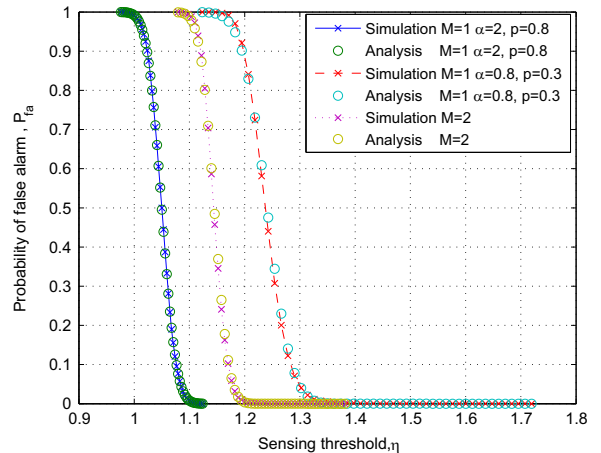 1
0.9
0.8
0.7
0.6
0.5
0.4
0.3
0.2
0.1
0
0.9 1 1.1 1.2 1.3 1.4 1.5 1.6 1.7 1.8
Sensing threshold,η
Probability of false alarm , P_fa
Simulation M=1 α=2, p=0.8
Analysis M=1 α=2, p=0.8
Simulation M=1 α=0.8, p=0.3
Analysis M=1 α=0.8, p=0.3
Simulation M=2
Analysis M=2